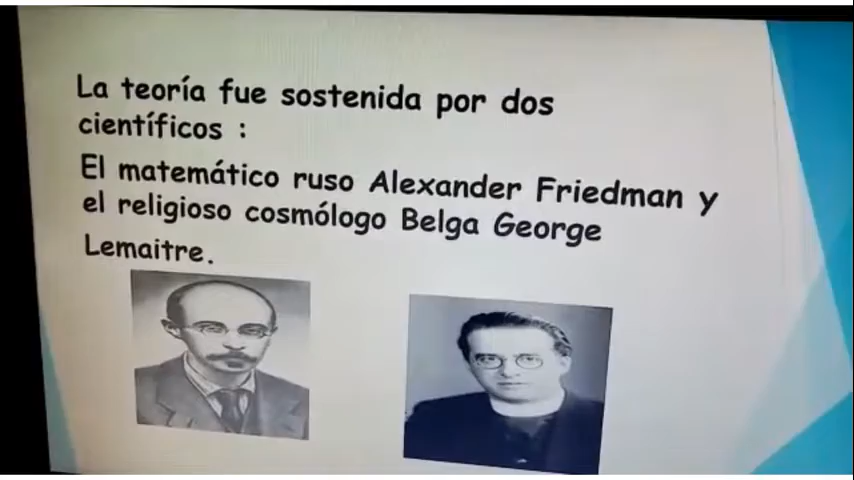 La teoría fue sostenida por dos
científicos :
El matemático ruso Alexander Friedman y
el religioso cosmólogo Belga George
Lemaitre.